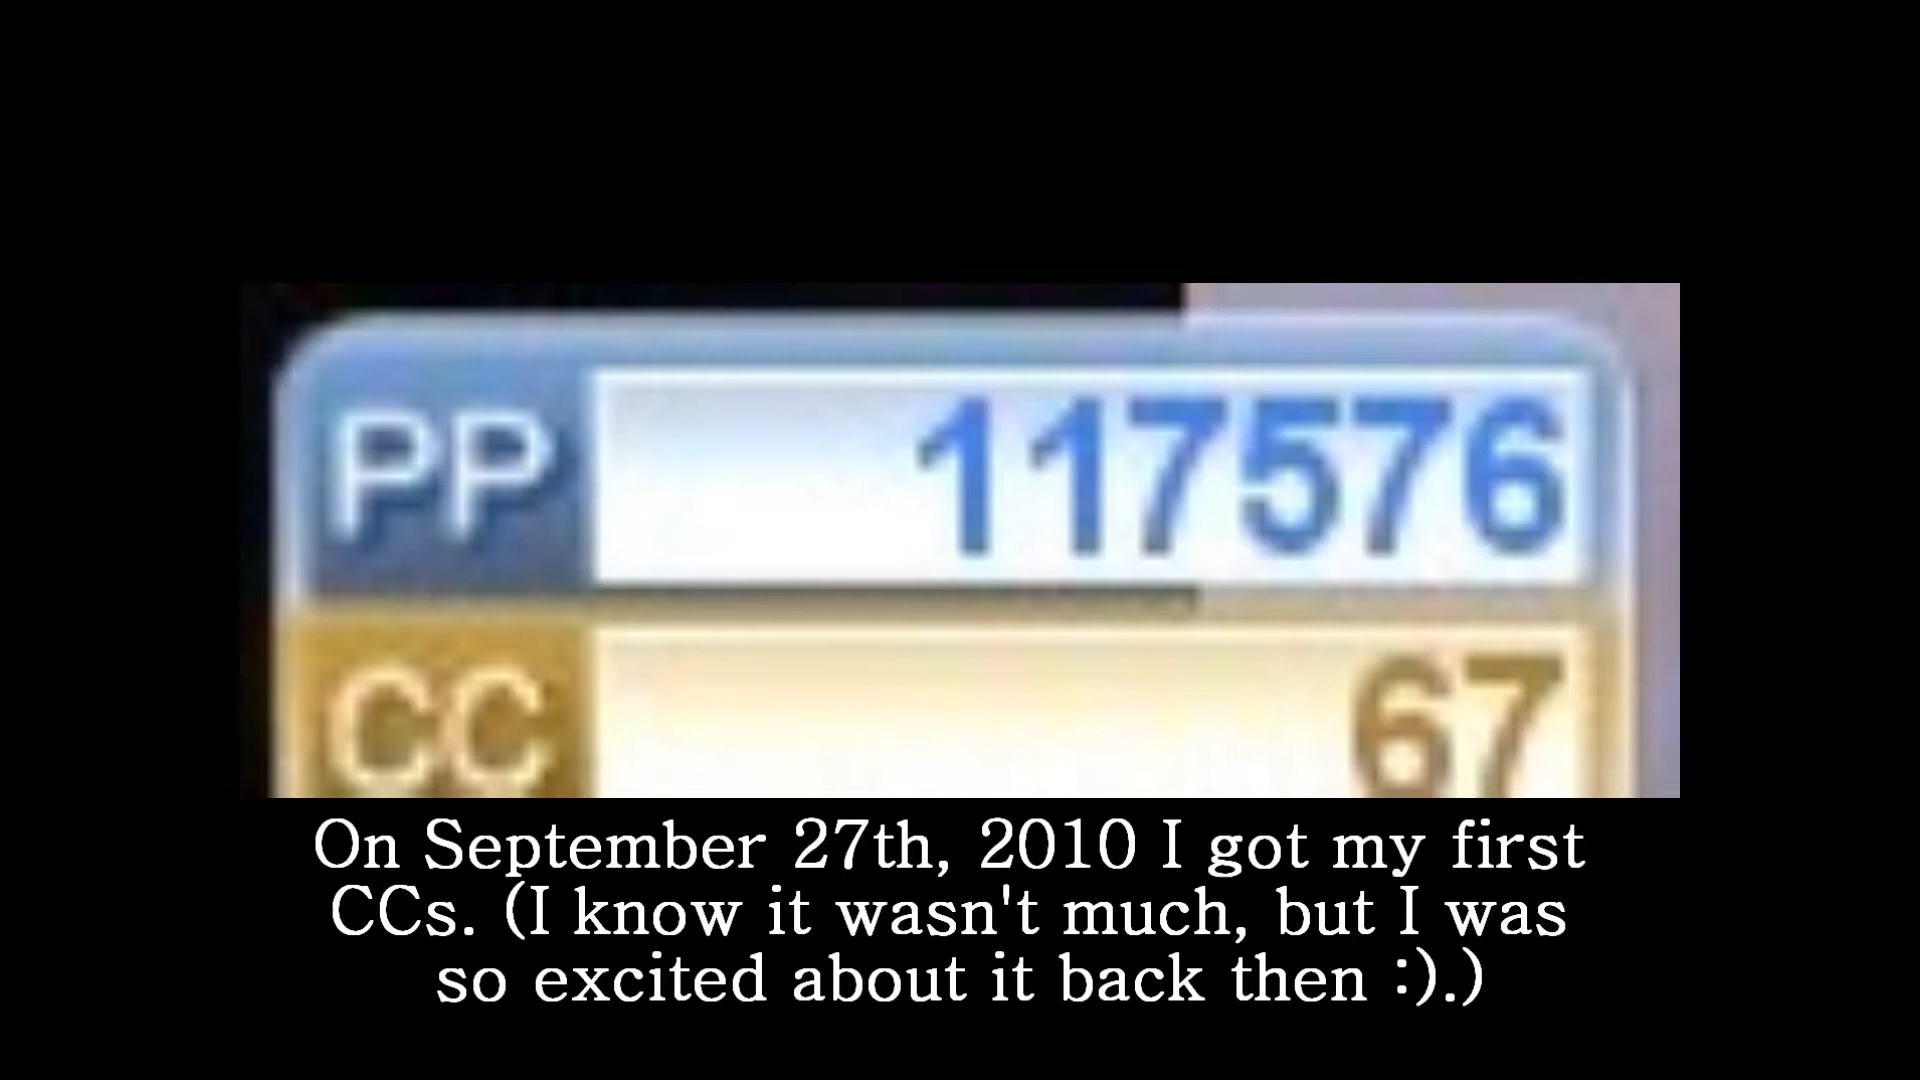 PP 117576
CC 67
On September 27th, 2010 I got my first
CCs. (I know it wasn't much, but I was
so excited about it back then :).)